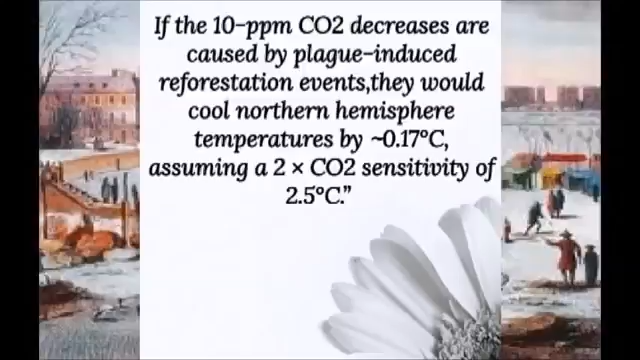 If the 10-ppm CO2 decreases are
caused by plague-induced
reforestation events,they would
cool northern hemisphere
temperatures by ~0.17°C,
assuming a 2 × CO2 sensitivity of
2.5°C.”